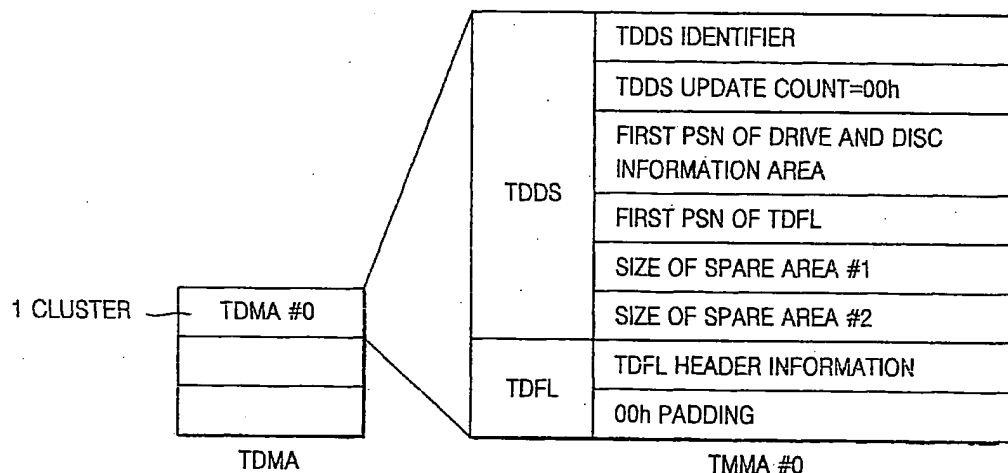 TDDS IDENTIFIER
TDDS UPDATE COUNT=00h
FIRST PSN OF DRIVE AND DISC
INFORMATION AREA
TDDS
FIRST PSN OF TDFL
SIZE OF SPARE AREA #1
1 CLUSTER
TDMA #0
SIZE OF SPARE AREA #2
TDFL
TDFL HEADER INFORMATION
00h PADDING
TDMA
TMMA #0